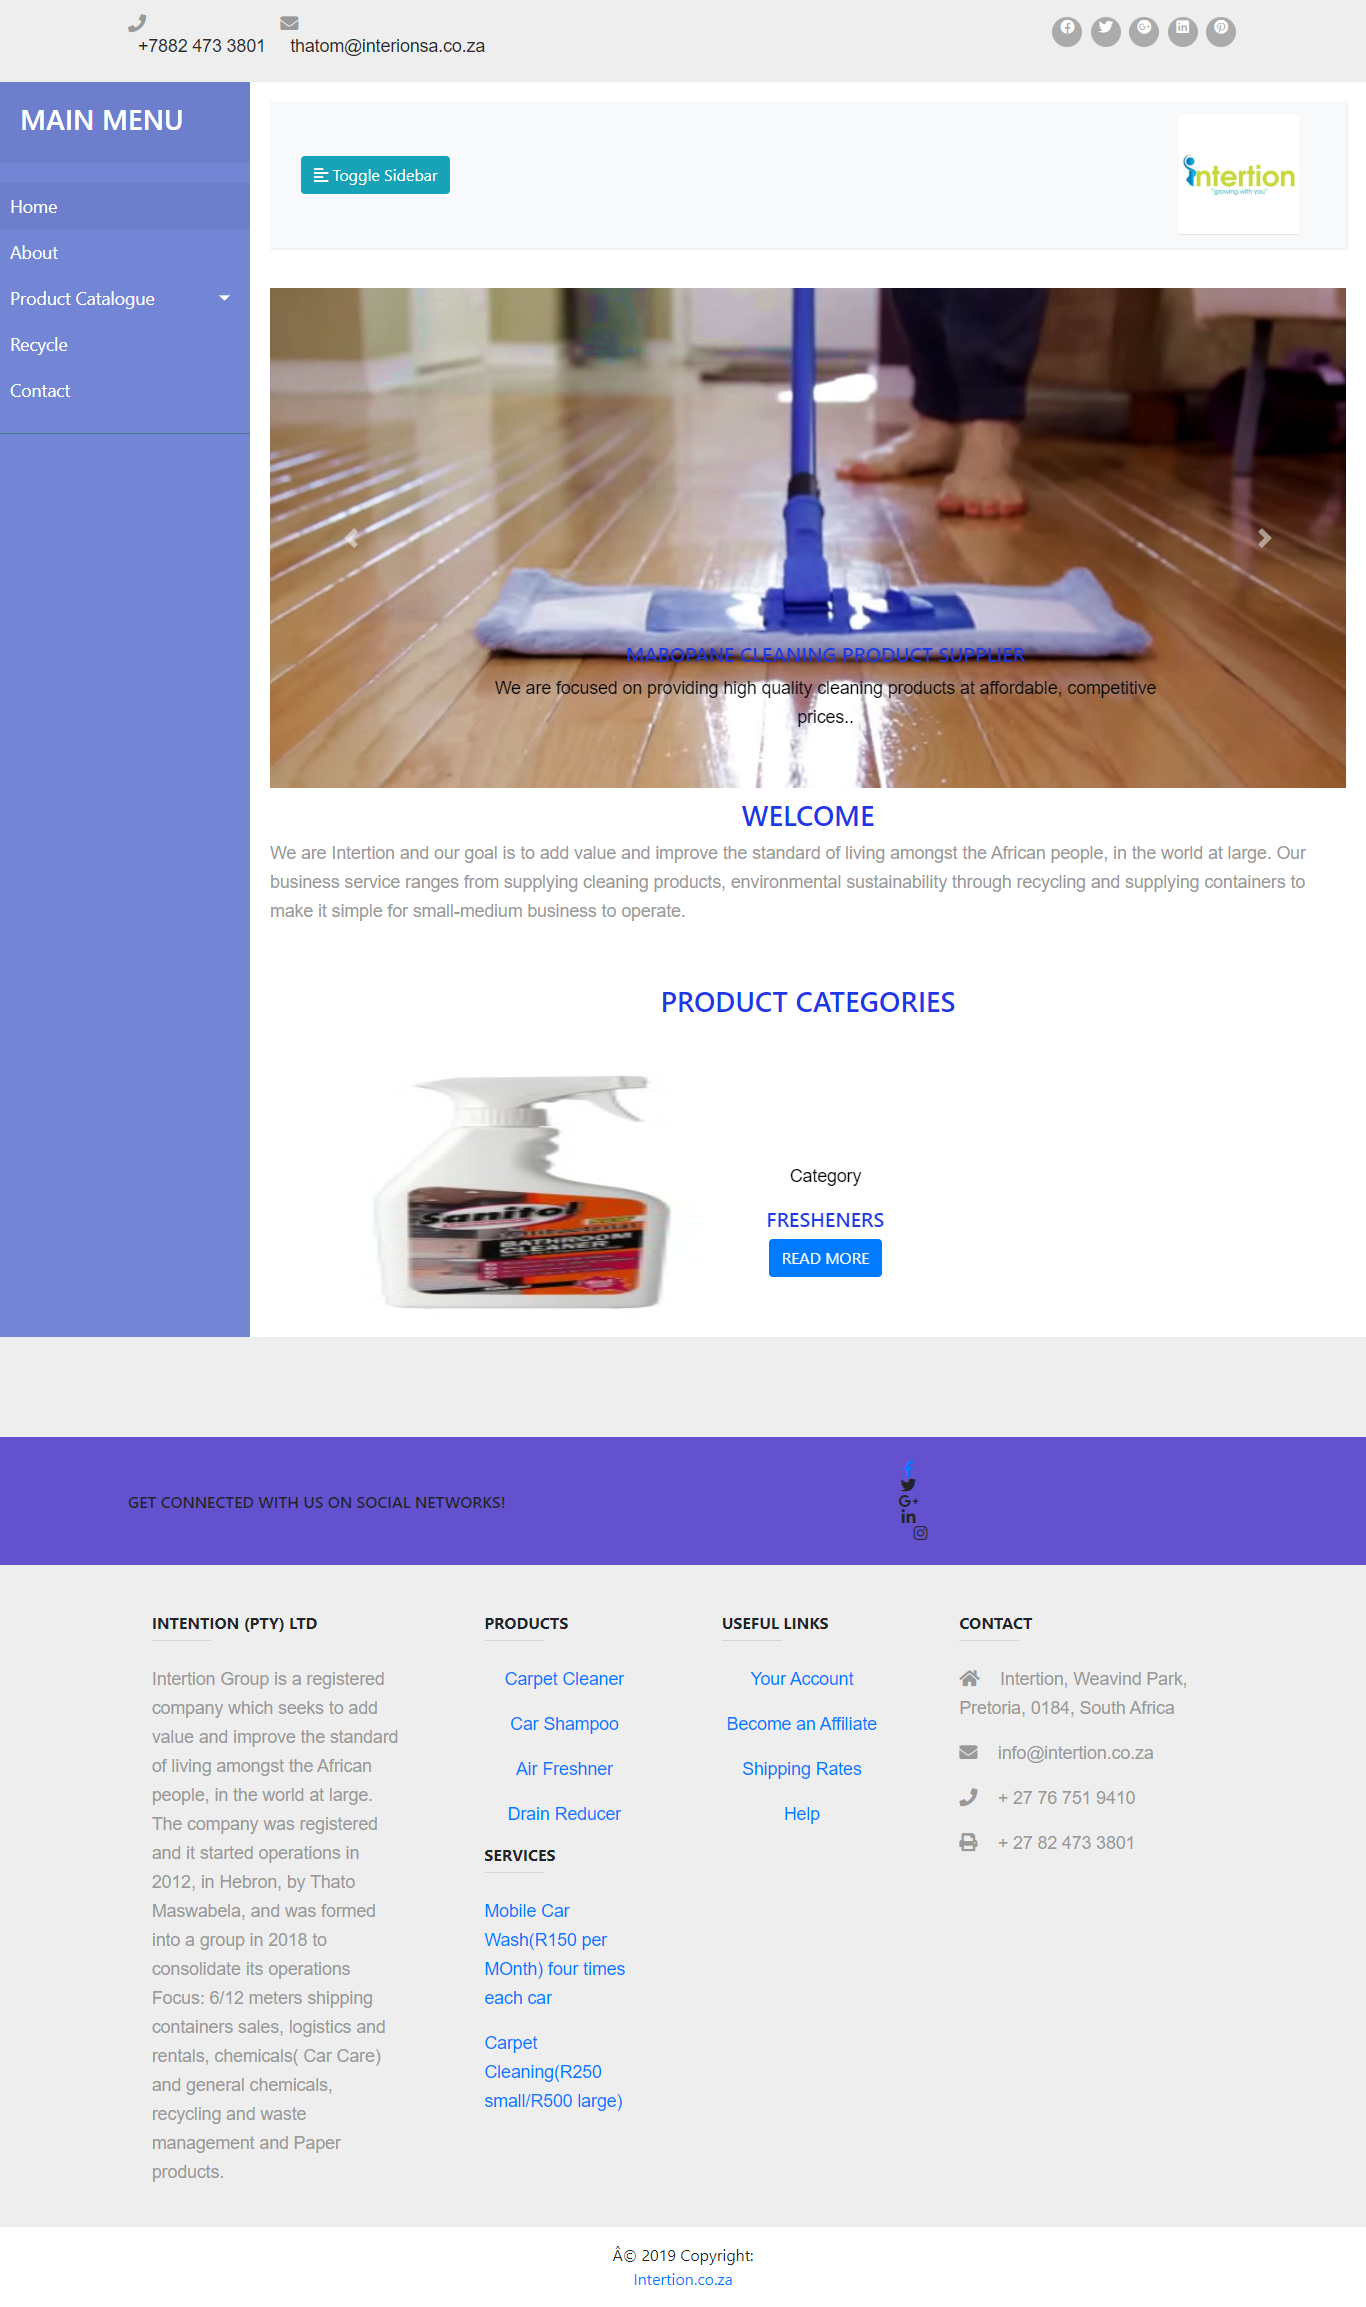 +7882 473 3801
thatom@interionsa.co.za
MAIN MENU
Toggle Sidebar
intertion
"growing with you"
Home
About
Product Catalogue
Recycle
Contact
MABOPANE CLEANING PRODUCT SUPPLIER
We are focused on providing high quality cleaning products at affordable, competitive
prices..
WELCOME
We are Intertion and our goal is to add value and improve the standard of living amongst the African people, in the world at large. Our
business service ranges from supplying cleaning products, environmental sustainability through recycling and supplying containers to
make it simple for small-medium business to operate.
PRODUCT CATEGORIES
Sanitol
BATHROOM
CLEANER
Category
FRESHENERS
READ MORE
GET CONNECTED WITH US ON SOCIAL NETWORKS!
INTENTION (PTY) LTD
Intertion Group is a registered
company which seeks to add
value and improve the standard
of living amongst the African
people, in the world at large.
The company was registered
and it started operations in
2012, in Hebron, by Thato
Maswabela, and was formed
into a group in 2018 to
consolidate its operations
Focus: 6/12 meters shipping
containers sales, logistics and
rentals, chemicals( Car Care)
and general chemicals,
recycling and waste
management and Paper
products.
PRODUCTS
Carpet Cleaner
Car Shampoo
Air Freshner
Drain Reducer
SERVICES
Mobile Car
Wash(R150 per
MOnth) four times
each car
Carpet
Cleaning(R250
small/R500 large)
USEFUL LINKS
Your Account
Become an Affiliate
Shipping Rates
Help
CONTACT
Intertion, Weavind Park,
Pretoria, 0184, South Africa
info@intertion.co.za
+ 27 76 751 9410
+ 27 82 473 3801
Â© 2019 Copyright:
Intertion.co.za